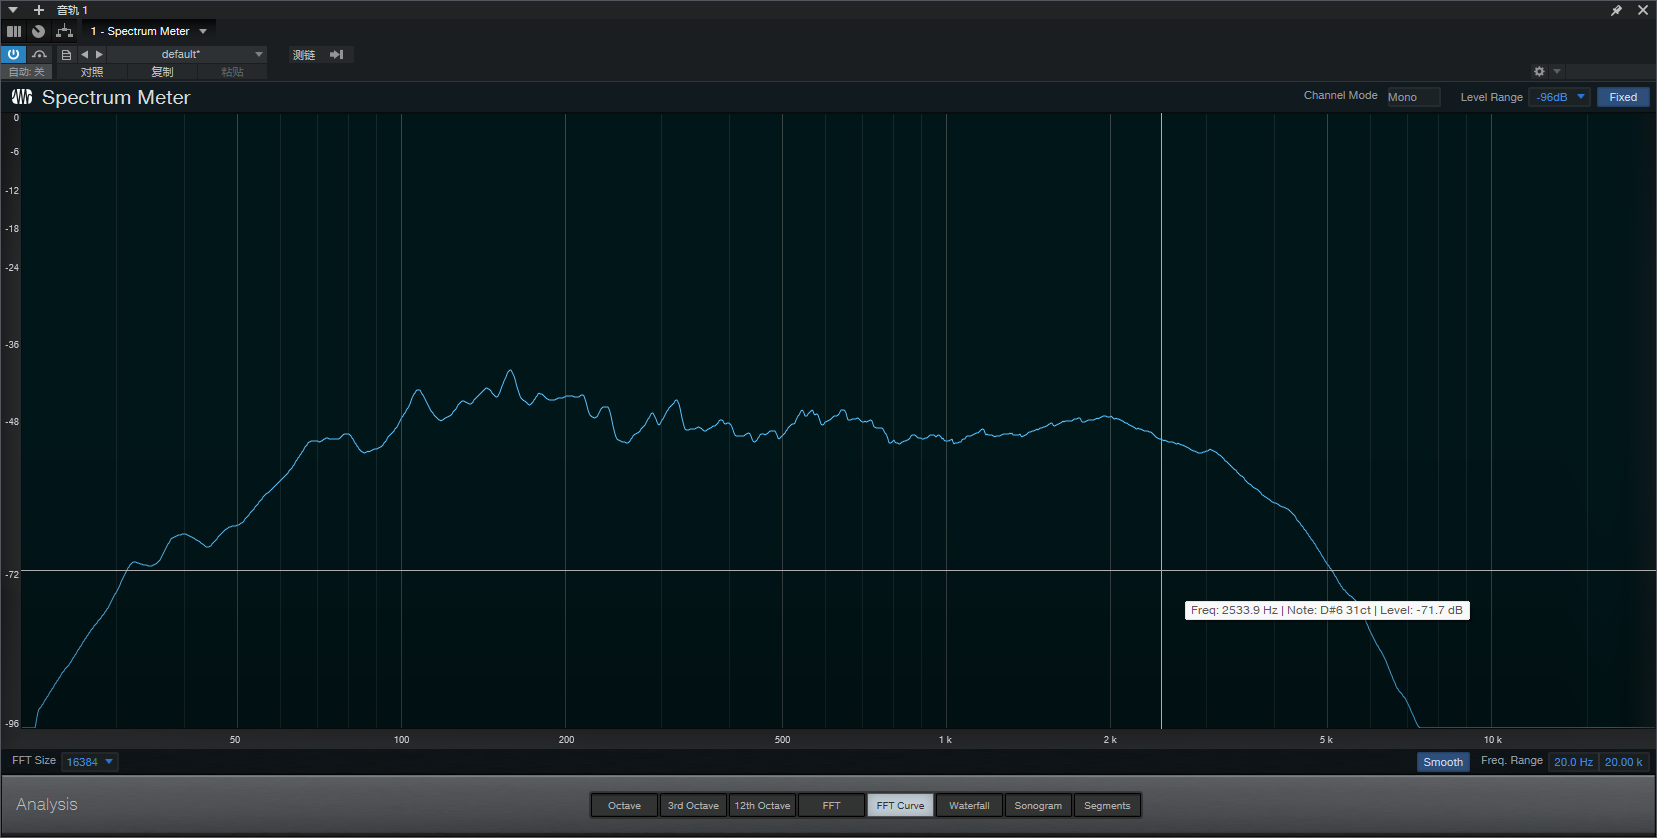 音轨 1
1 - Spectrum Meter
default*
测链
自动: 关
对照
复制
粘贴
Spectrum Meter
Channel Mode Mono Level Range -96dB Fixed
0
-6
-12
-18
-24
-36
-48
-72
-96
Freq: 2533.9 Hz | Note: D#6 31ct | Level: -71.7 dB
50 100 200 500 1 k 2 k 5 k 10 k
FFT Size 16384 Smooth Freq. Range 20.0 Hz 20.00 k
Analysis Octave 3rd Octave 12th Octave FFT FFT Curve Waterfall Sonogram Segments